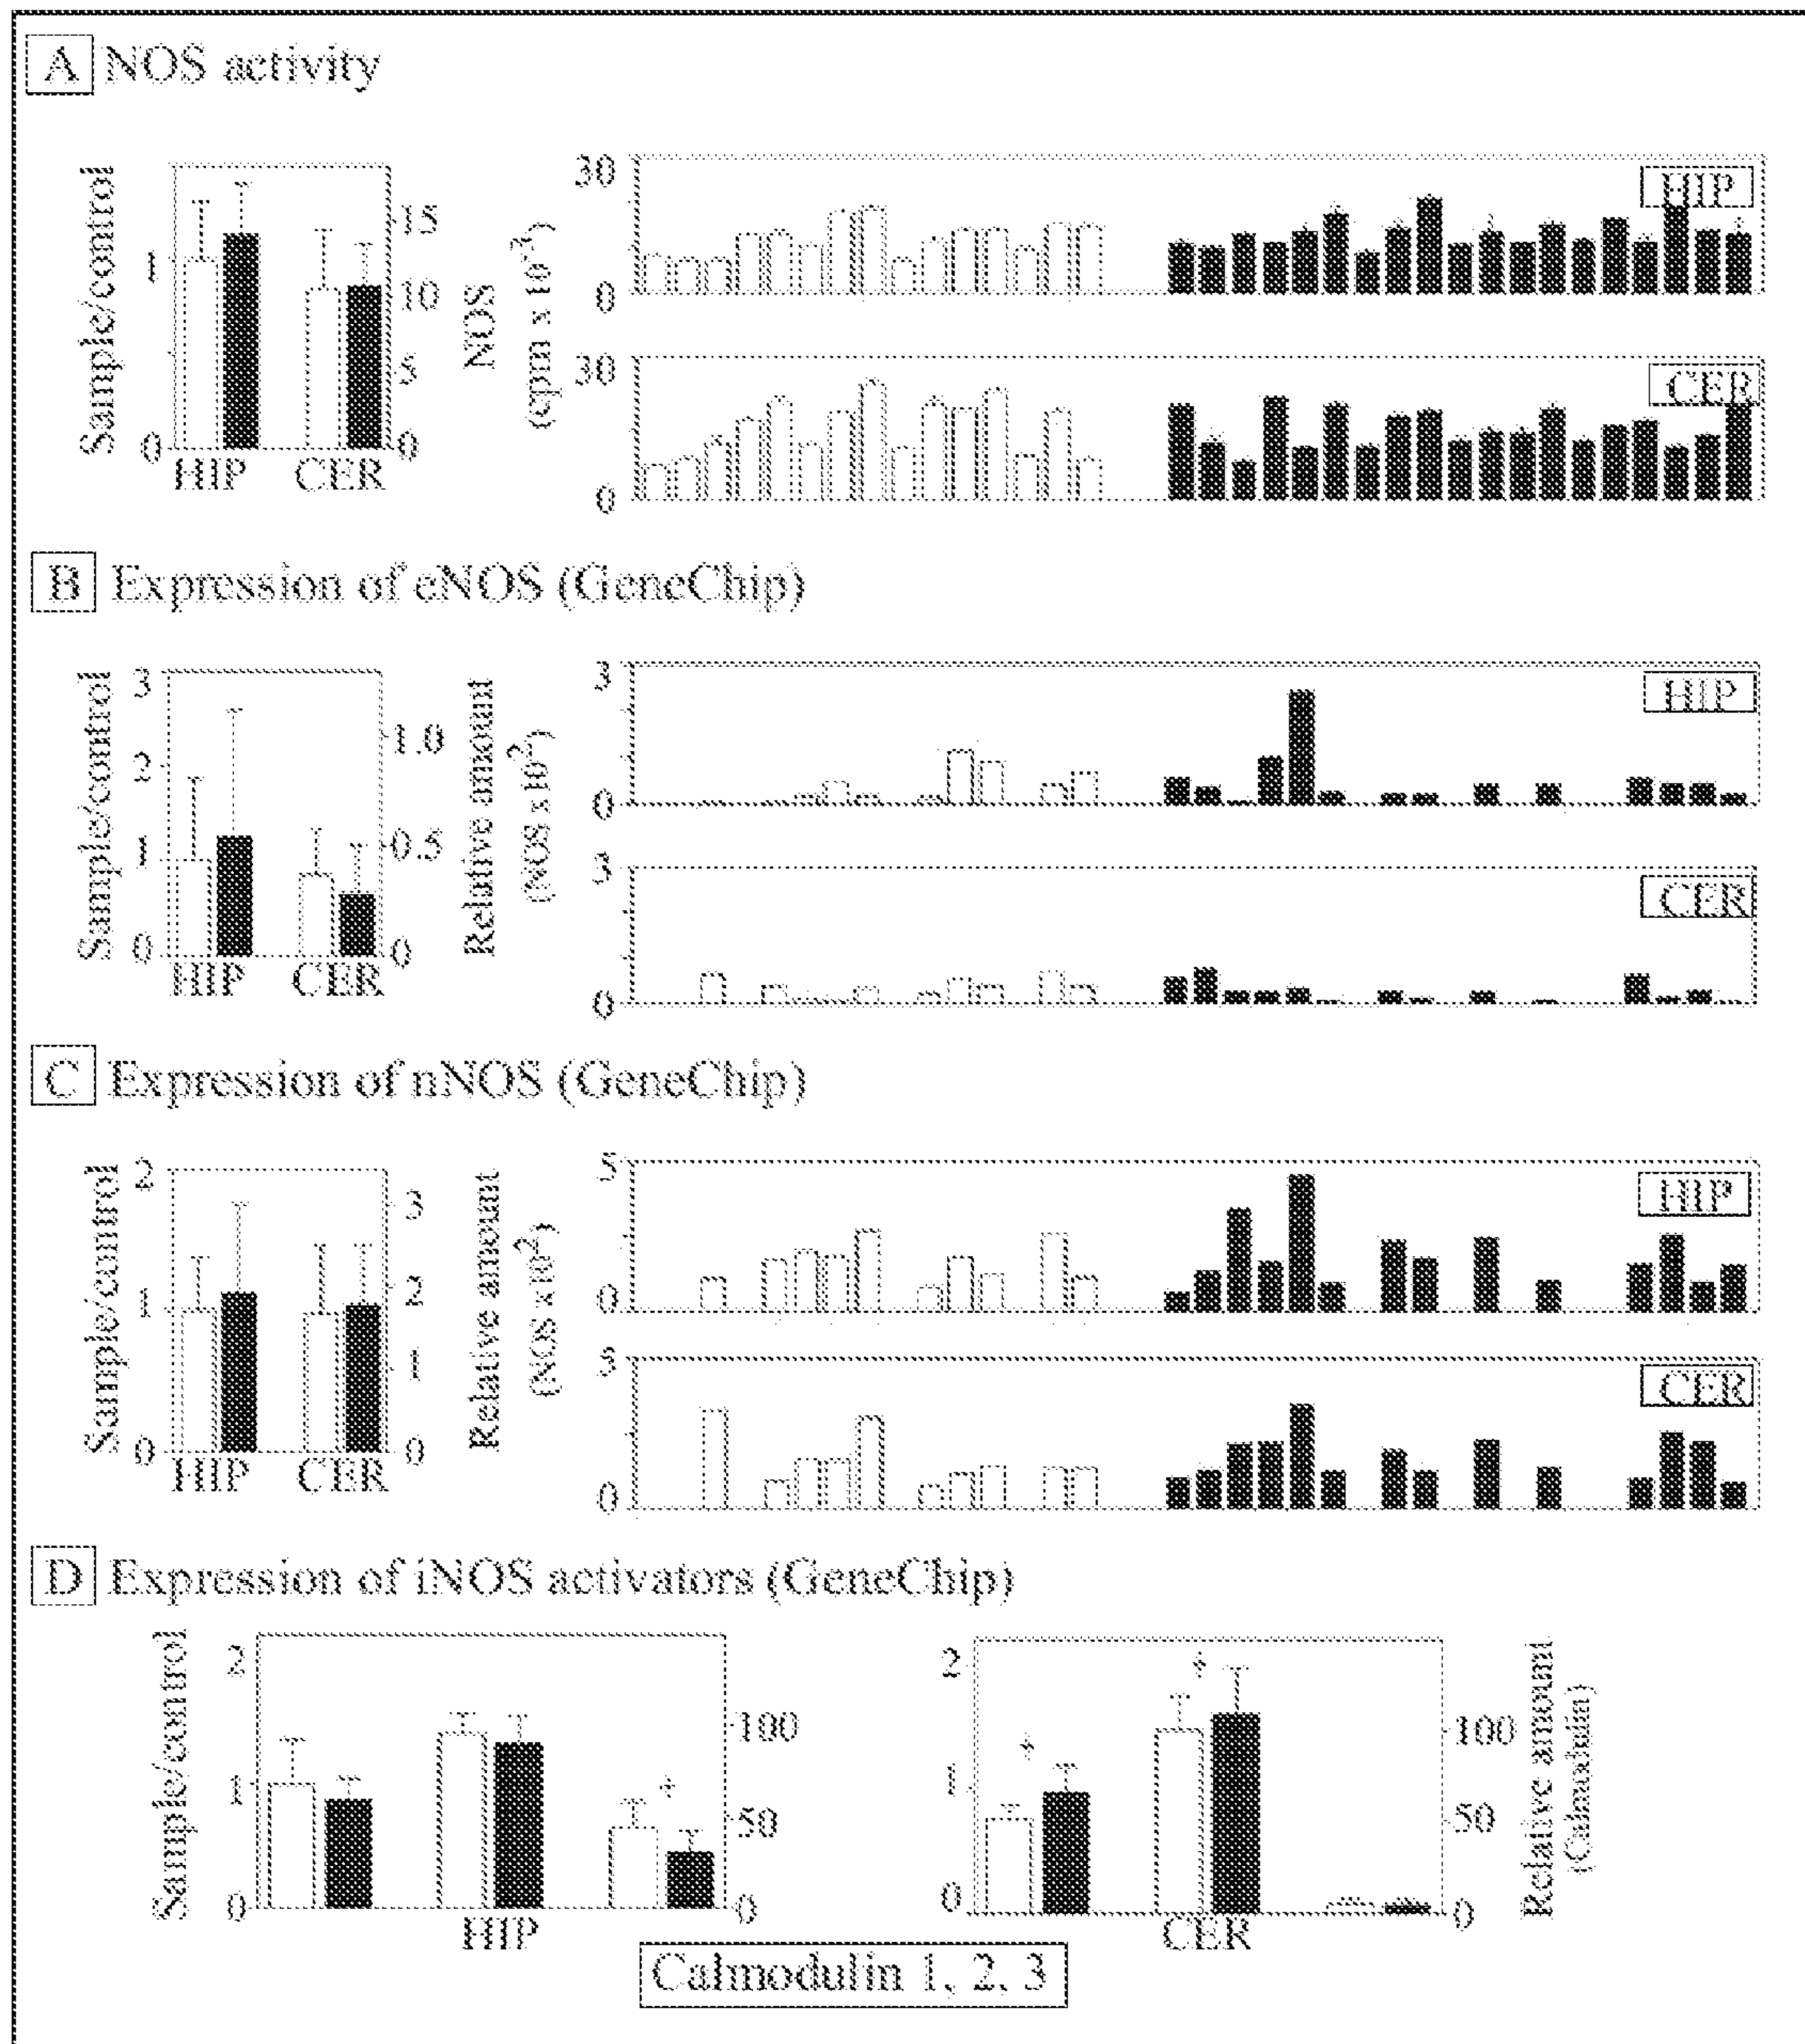 A NOS activity
Sample/control
1
0
HIP CER
15
10
5
0
NOS
(cpm x 10-3)
30
0
HIP
30
0
CER
B Expression of eNOS (GeneChip)
Sample/control
3
2
1
0
HIP CER
1.0
0.5
0
Relative amount
(NOS x10-2)
3
0
HIP
3
0
CER
C Expression of nNOS (GeneChip)
Sample/control
2
1
0
HIP CER
3
2
1
0
Relative amount
(NOS x10-2)
5
0
HIP
5
0
CER
D Expression of iNOS activators (GeneChip)
Sample/control
2
1
0
HIP
100
50
0
2
1
0
CER
100
50
0
Relative amount
(Calmodulin)
Calmodulin 1, 2, 3